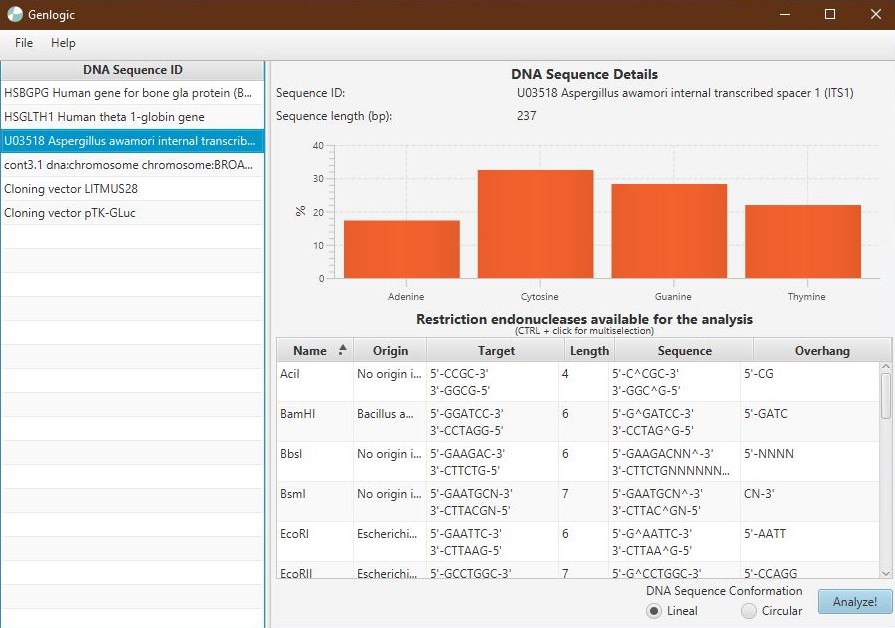 Genlogic
File Help
DNA Sequence ID
HSBGPG Human gene for bone gla protein (B...
HSGLTH1 Human theta 1-globin gene
U03518 Aspergillus awamori internal transcrib...
cont3.1 dna:chromosome chromosome:BROA...
Cloning vector LITMUS28
Cloning vector pTK-GLuc
DNA Sequence Details
Sequence ID: U03518 Aspergillus awamori internal transcribed spacer 1 (ITS1)
Sequence length (bp): 237
40
30
20
10
0
%
Adenine Cytosine Guanine Thymine
Restriction endonucleases available for the analysis
(CTRL + click for multiselection)
Name Origin Target Length Sequence Overhang
AciI No origin i... 5'-CCGC-3' 4 5'-C^CGC-3' 5'-CG
3'-GGCG-5' 3'-GGC^G-5'
BamHI Bacillus a... 5'-GGATCC-3' 6 5'-G^GATCC-3' 5'-GATC
3'-CCTAGG-5' 3'-CCTAG^G-5'
BbsI No origin i... 5'-GAAGAC-3' 6 5'-GAAGACNN^-3' 5'-NNNN
3'-CTTCTG-5' 3'-CTTCTGNNNNNN...
BsmI No origin i... 5'-GAATGCN-3' 7 5'-GAATGCN^-3' CN-3'
3'-CTTACGN-5' 3'-CTTAC^GN-5'
EcoRI Escherichi... 5'-GAATTC-3' 6 5'-G^AATTC-3' 5'-AATT
3'-CTTAAG-5' 3'-CTTAA^G-5'
EcoRII Escherichi... 5'-GCCTGGC-3' 7 5'-G^CCTGGC-3' 5'-CCAGG
DNA Sequence Conformation
Lineal Circular
Analyze!